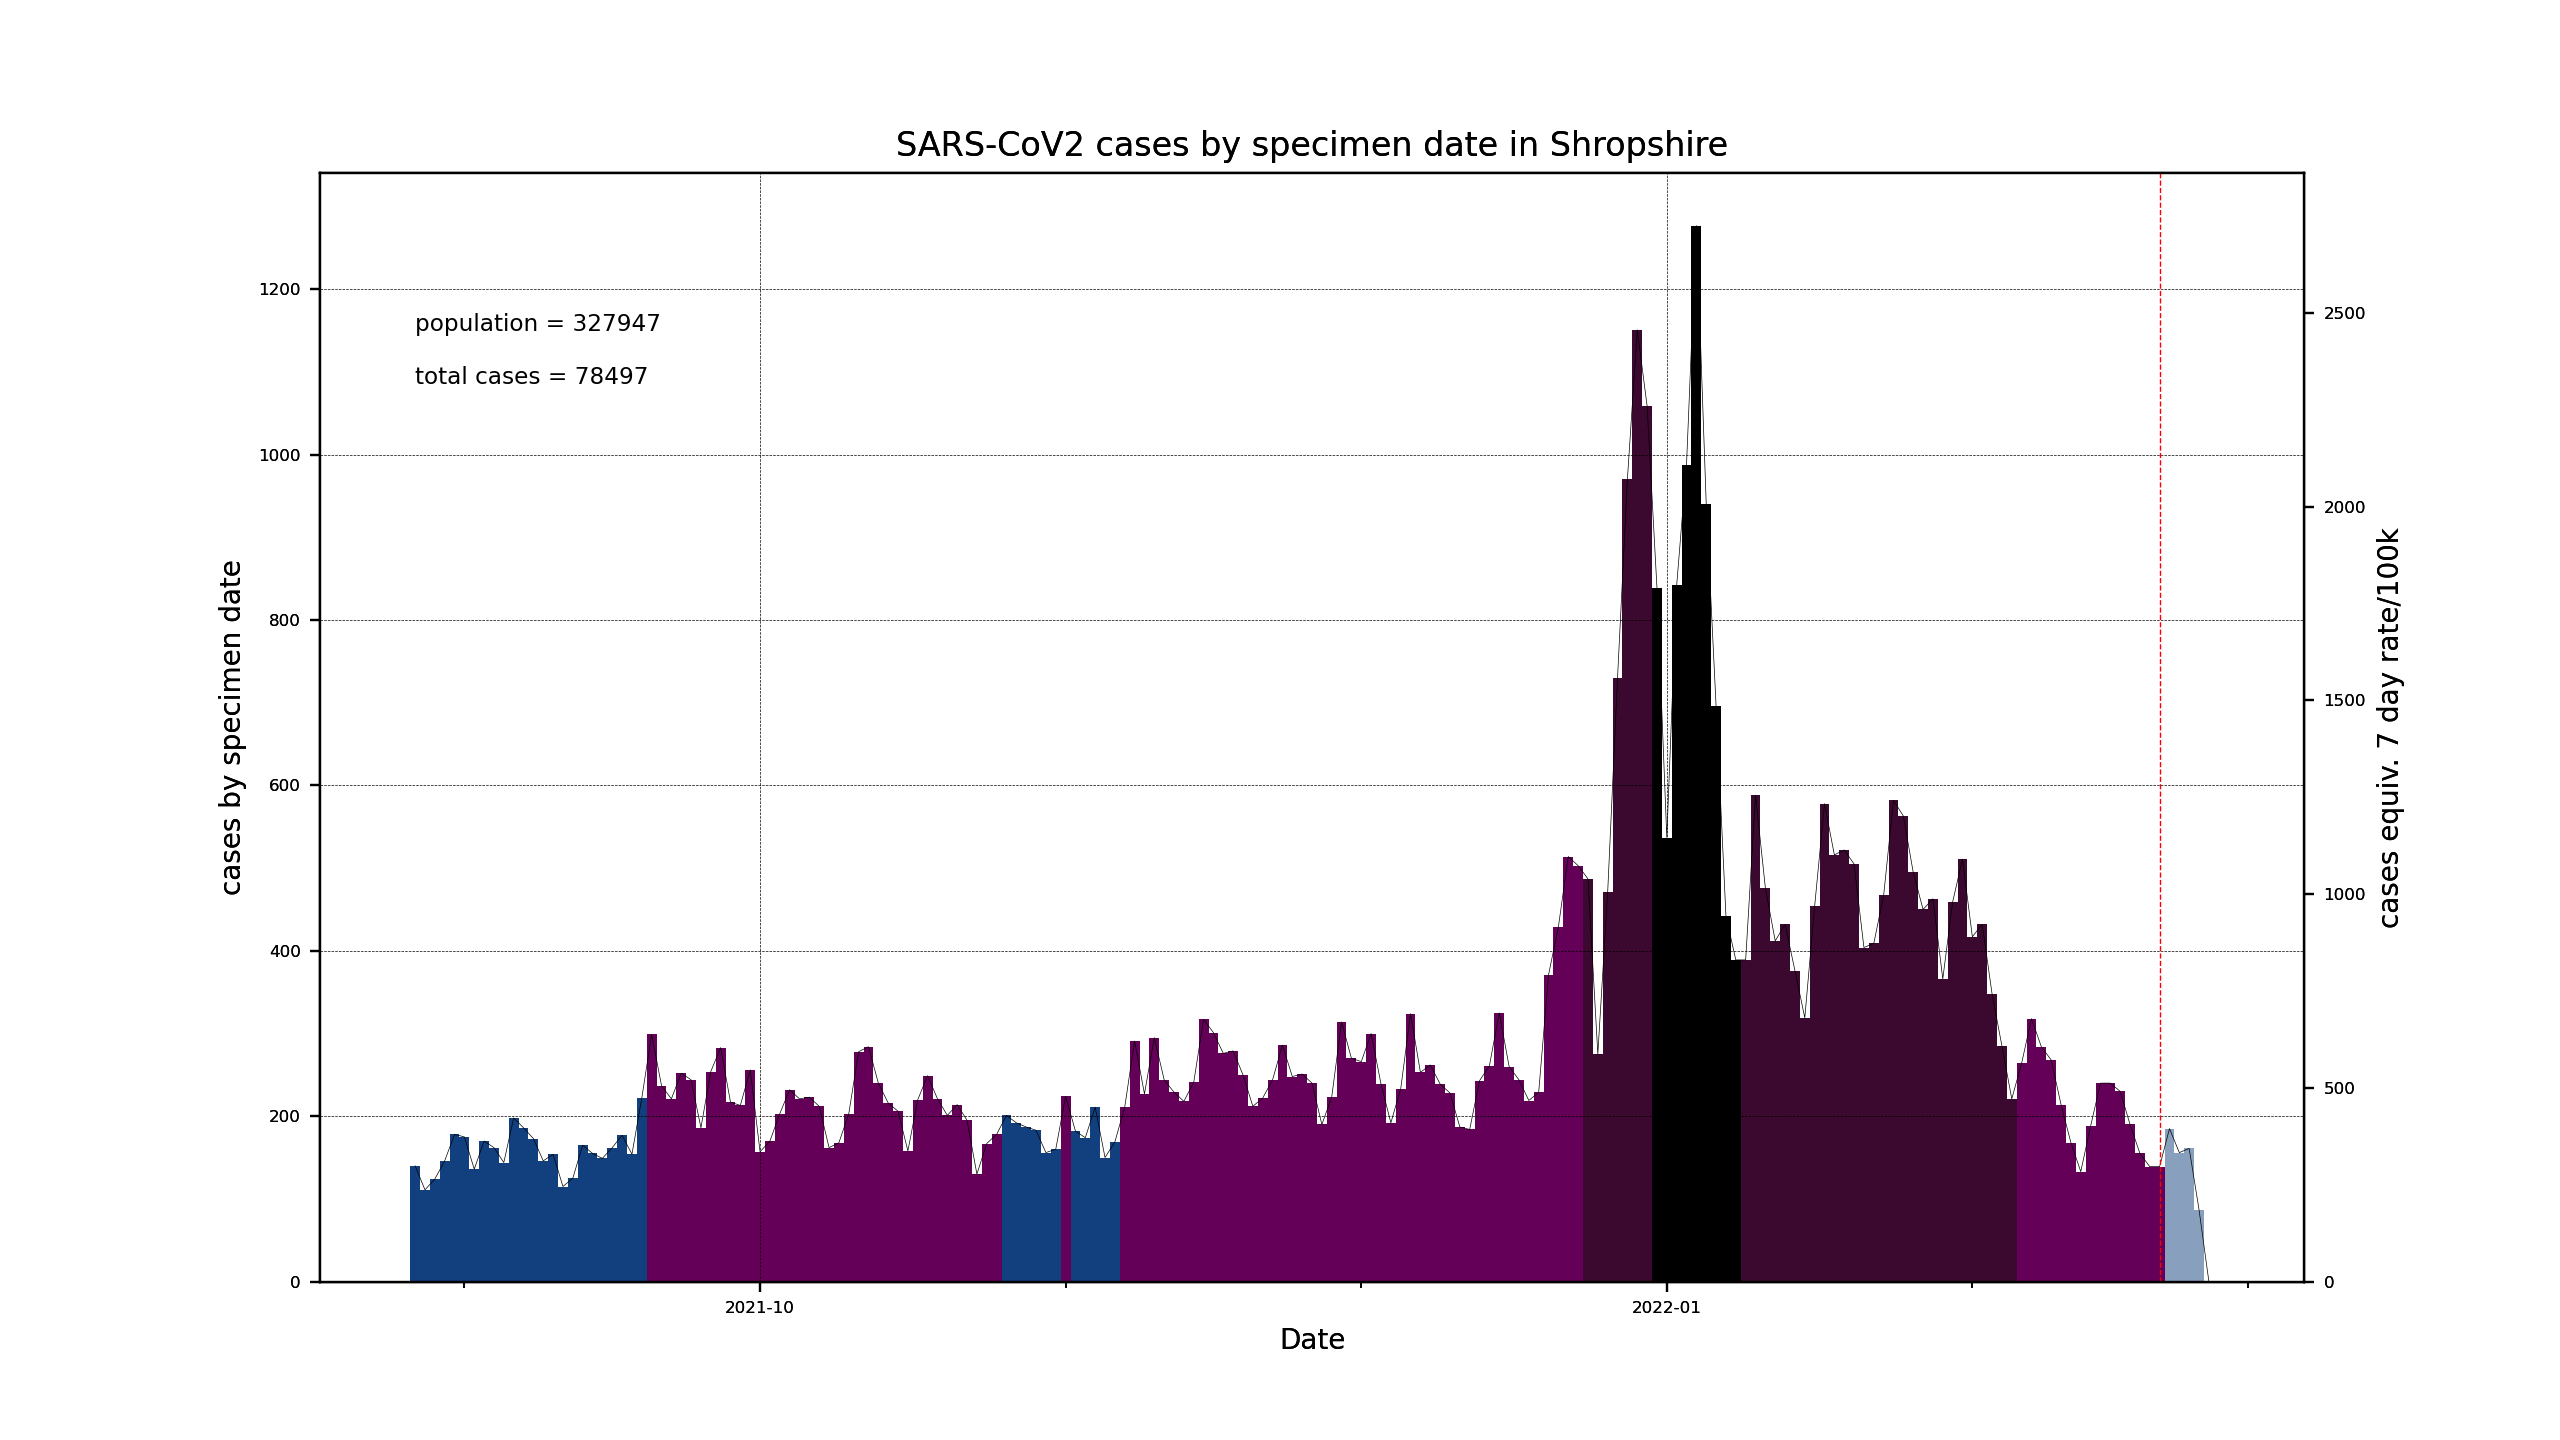 SARS-CoV2 cases by specimen date in Shropshire
population = 327947
total cases = 78497
cases by specimen date
1200
1000
800
600
400
200
0
2500
2000
1500
1000
500
0
cases equiv. 7 day rate/100k
2021-10
2022-01
Date